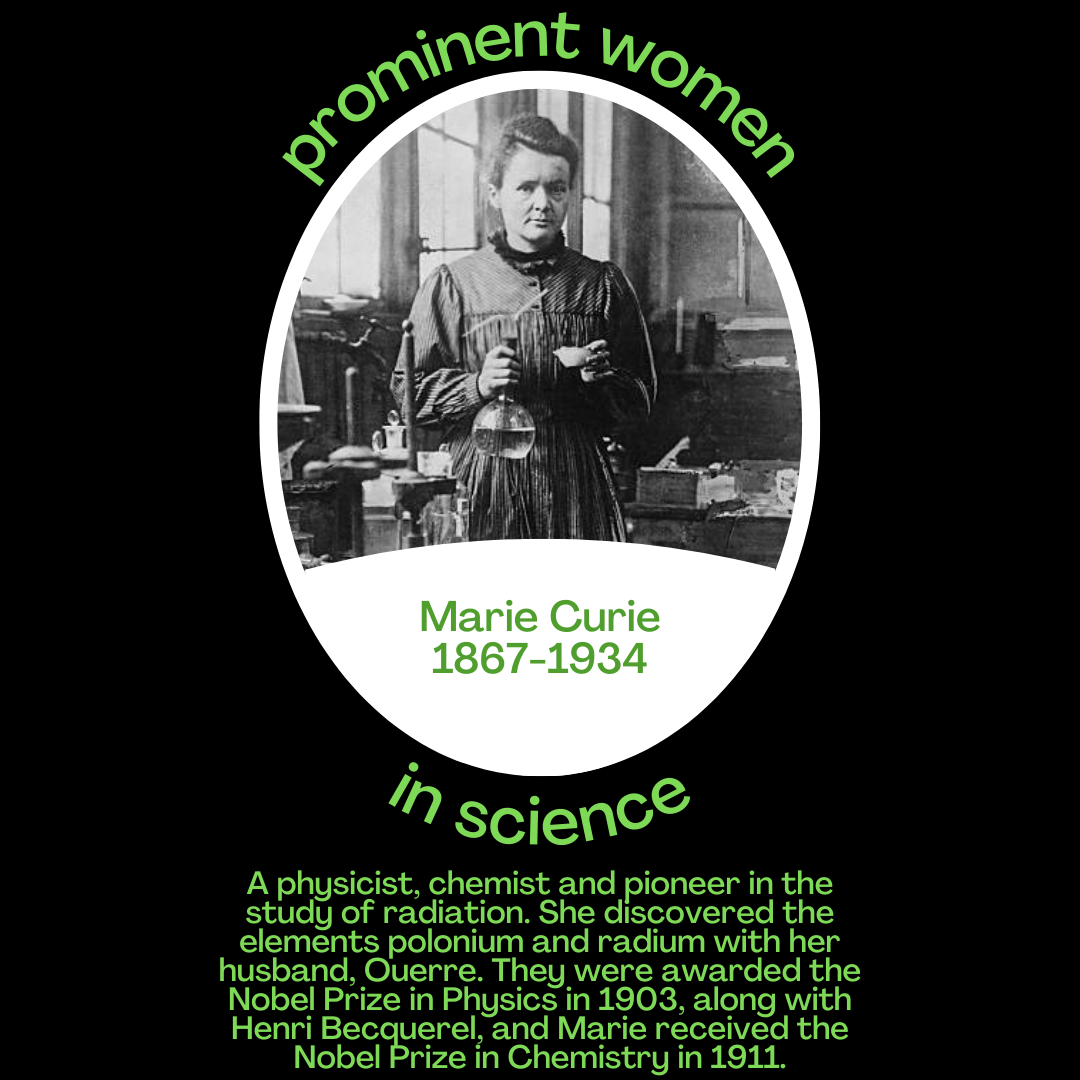 prominent women
Marie Curie
1867-1934
in science
A physicist, chemist and pioneer in the
study of radiation. She discovered the
elements polonium and radium with her
husband, Ouerre. They were awarded the
Nobel Prize in Physics in 1903, along with
Henri Becquerel, and Marie received the
Nobel Prize in Chemistry in 1911.